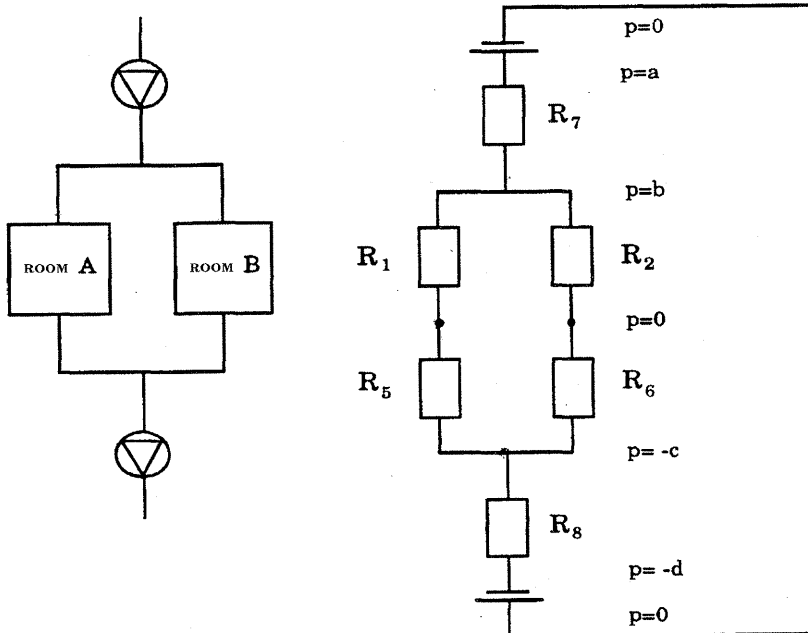 ROOM A
ROOM B
p=0
p=a
R7
p=b
R1
R2
p=0
R5
R6
p= -c
R8
p= -d
p=0